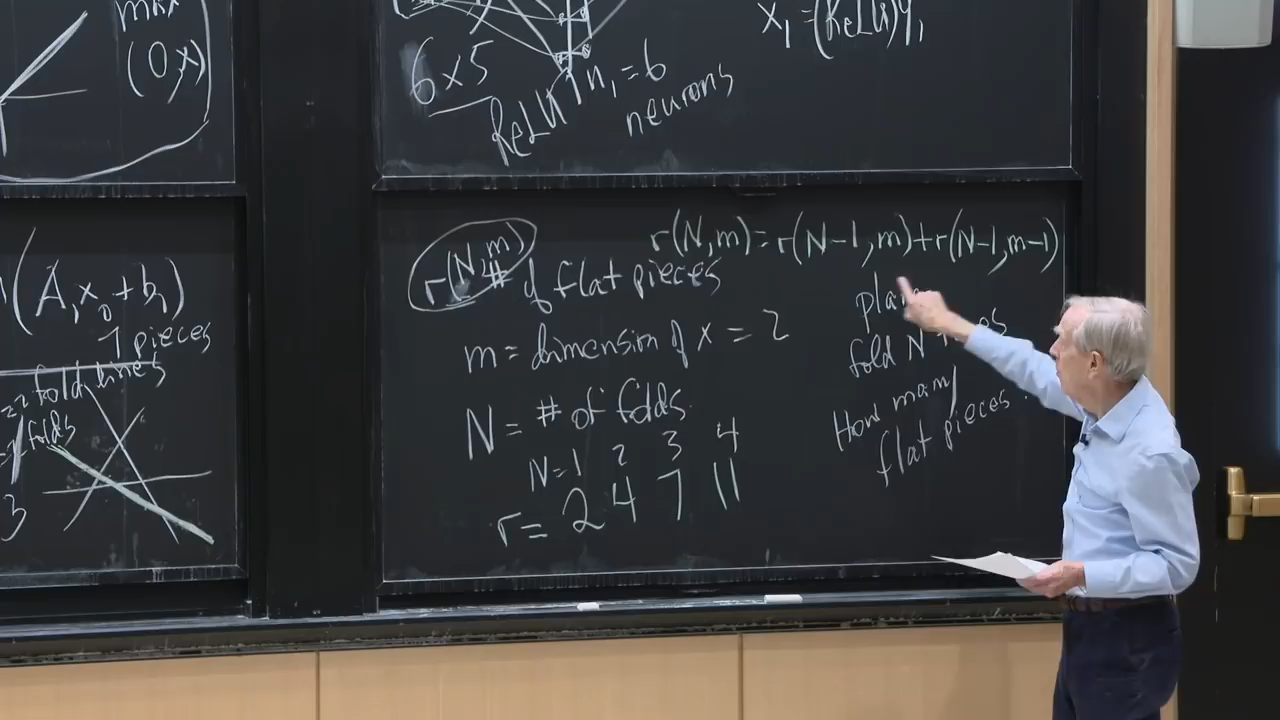 max
(0,x)
6x5
ReLU
n₁=6
neurons
x₁=(ReLU)y₁
(A₁x₀+b₁)
7 pieces
fold lines
folds
3
r(N,m)
# of flat pieces
m = dimension of x = 2
N = # of folds
N=1 2 3 4
r= 2 4 7 11
r(N,m)=r(N-1,m)+r(N-1,m-1)
fold N
How many
flat pieces